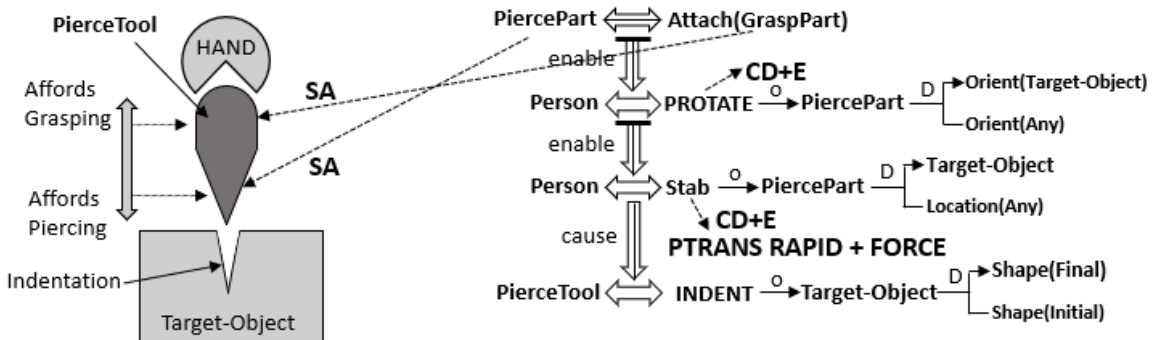 PierceTool
HAND
Affords
Grasping
SA
SA
Affords
Piercing
Indentation
Target-Object
PiercePart Attach(GraspPart)
enable
CD+E
Person PROTATE o PiercePart D Orient(Target-Object)
Orient(Any)
enable
Person Stab o PiercePart D Target-Object
Location(Any)
CD+E
cause PTRANS RAPID + FORCE
PierceTool INDENT o Target-Object D Shape(Final)
Shape(Initial)